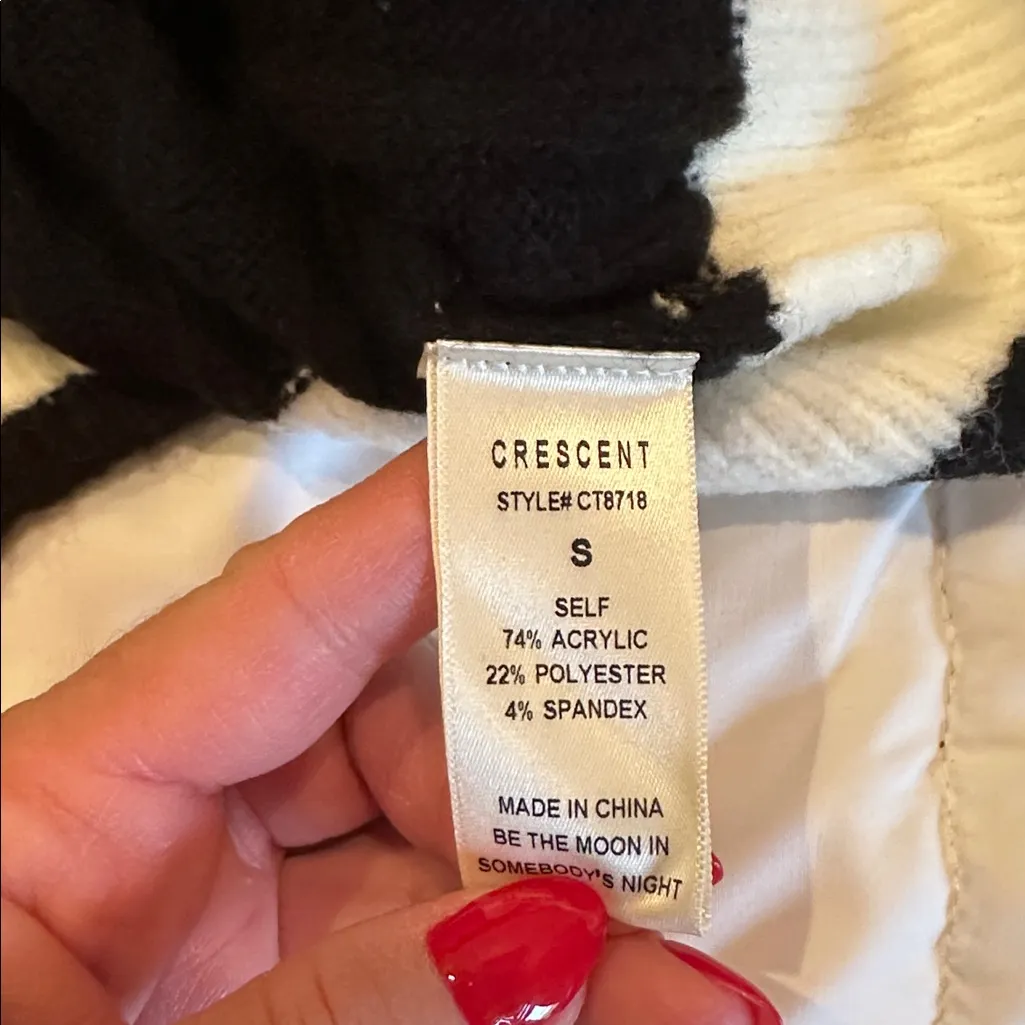 CRESCENT
STYLE# CT8718
S
SELF
74% ACRYLIC
22% POLYESTER
4% SPANDEX
MADE IN CHINA
BE THE MOON IN
SOMEBODY'S NIGHT